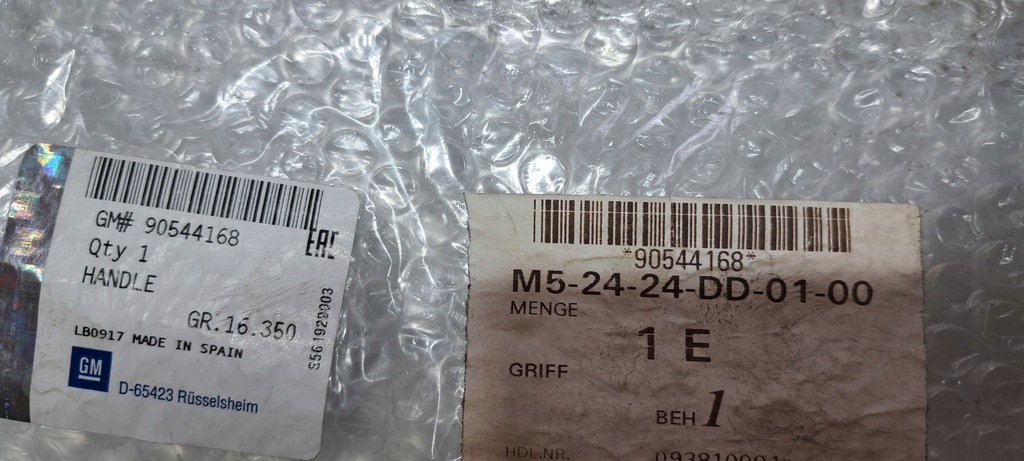 GM# 90544168
EAC
Qty 1
HANDLE
GR.16.350
LB0917 MADE IN SPAIN
GM
D-65423 Rüsselsheim
*90544168*
M5-24-24-DD-01-00
MENGE
1 E
GRIFF
BEH 1
HDL.NR.